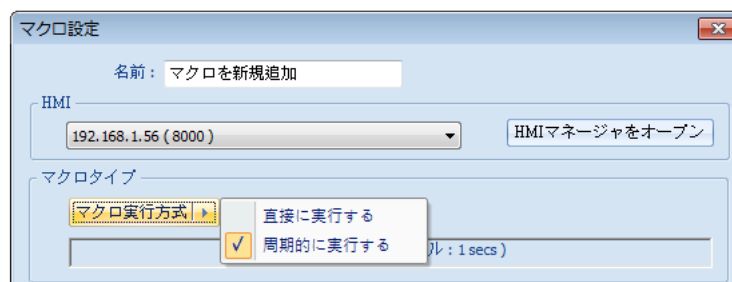 マクロ設定
名前： マクロを新規追加
HMI
192.168.1.56 ( 8000 )
HMIマネージャをオープン
マクロタイプ
マクロ実行方式
直接に実行する
周期的に実行する
ル : 1 secs )